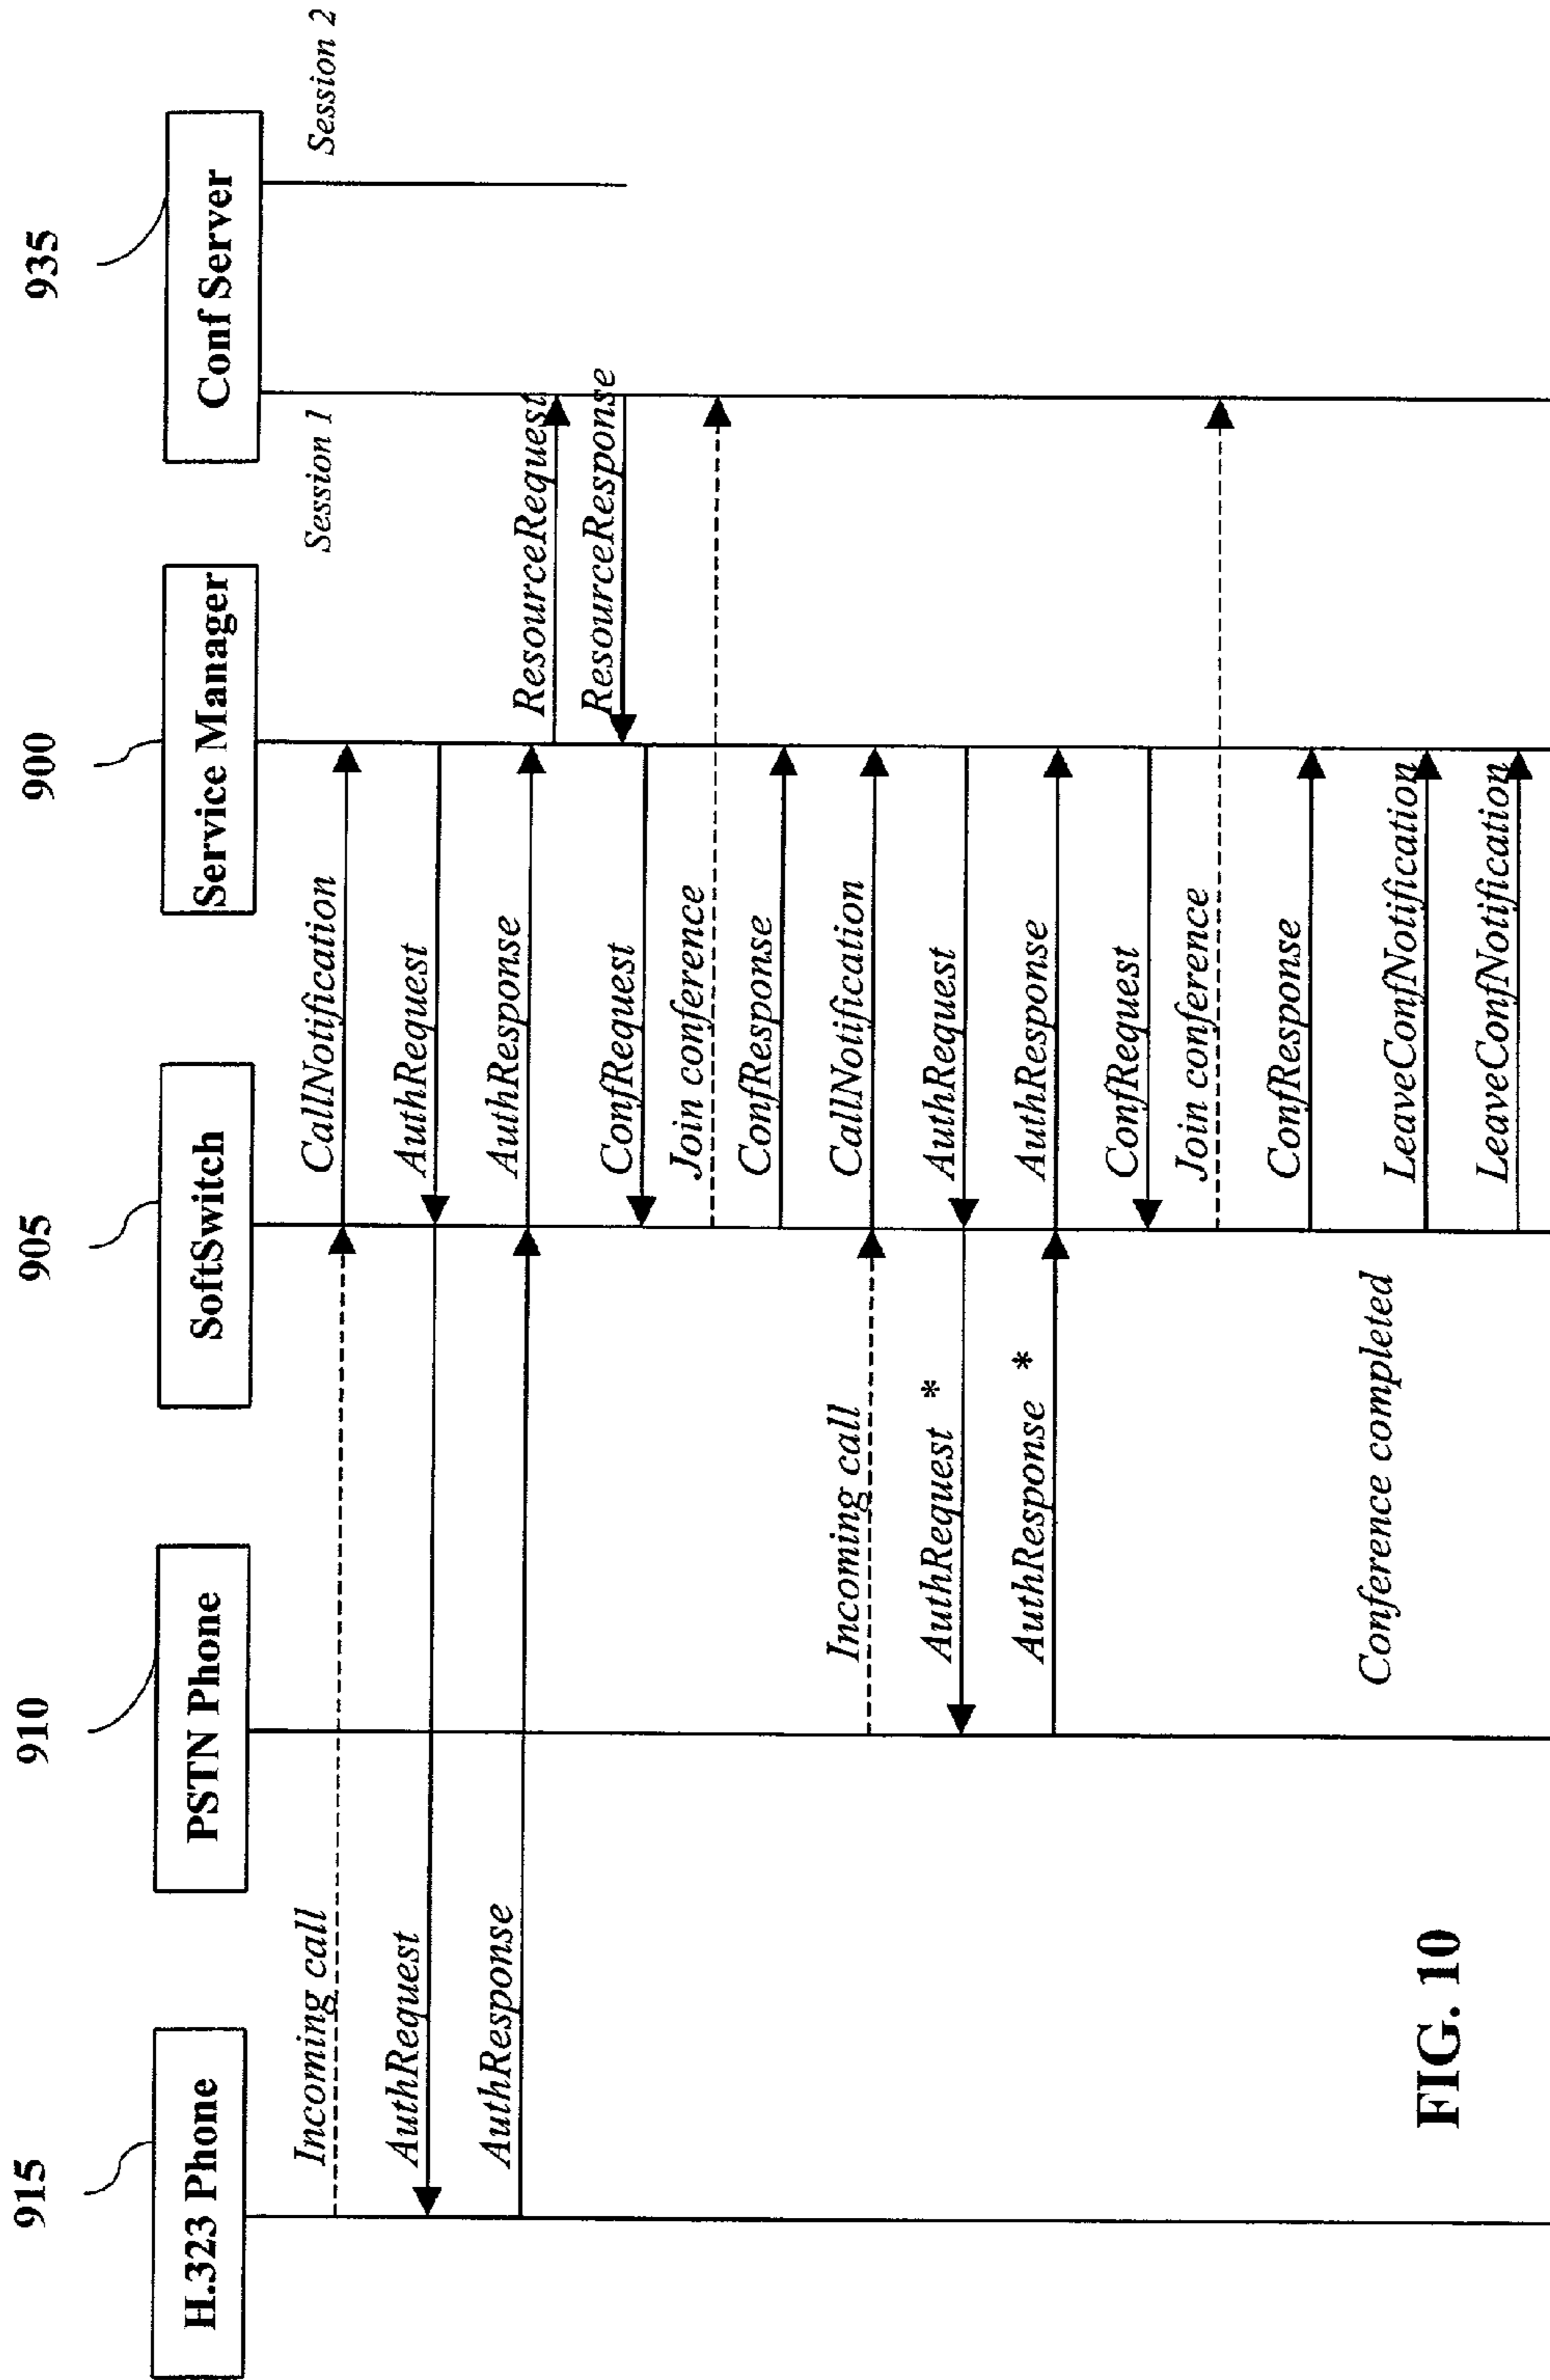 915
910
905
900
935
H.323 Phone
PSTN Phone
SoftSwitch
Service Manager
Conf Server
Session 1
Session 2
Incoming call
CallNotification
AuthRequest
AuthRequest
AuthResponse
AuthResponse
ResourceRequest
ResourceResponse
ConfRequest
Join conference
ConfResponse
Incoming call
CallNotification
AuthRequest *
AuthRequest
AuthResponse *
AuthResponse
ConfRequest
Join conference
ConfResponse
Conference completed
LeaveConfNotification
LeaveConfNotification
FIG. 10